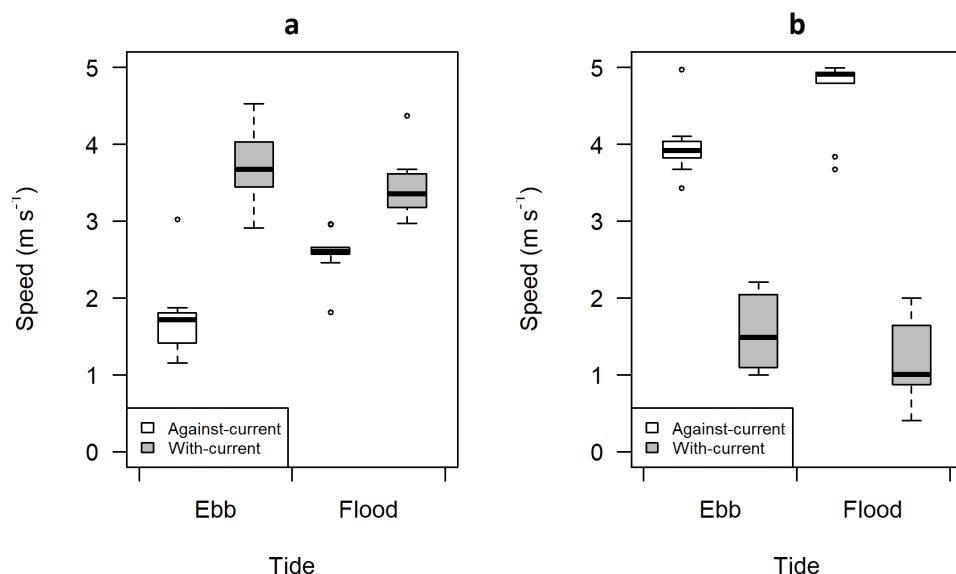 a
5
4
3
2
1
0
Speed (m s⁻¹)
Against-current
With-current
Ebb
Flood
Tide
b
5
4
3
2
1
0
Speed (m s⁻¹)
Against-current
With-current
Ebb
Flood
Tide